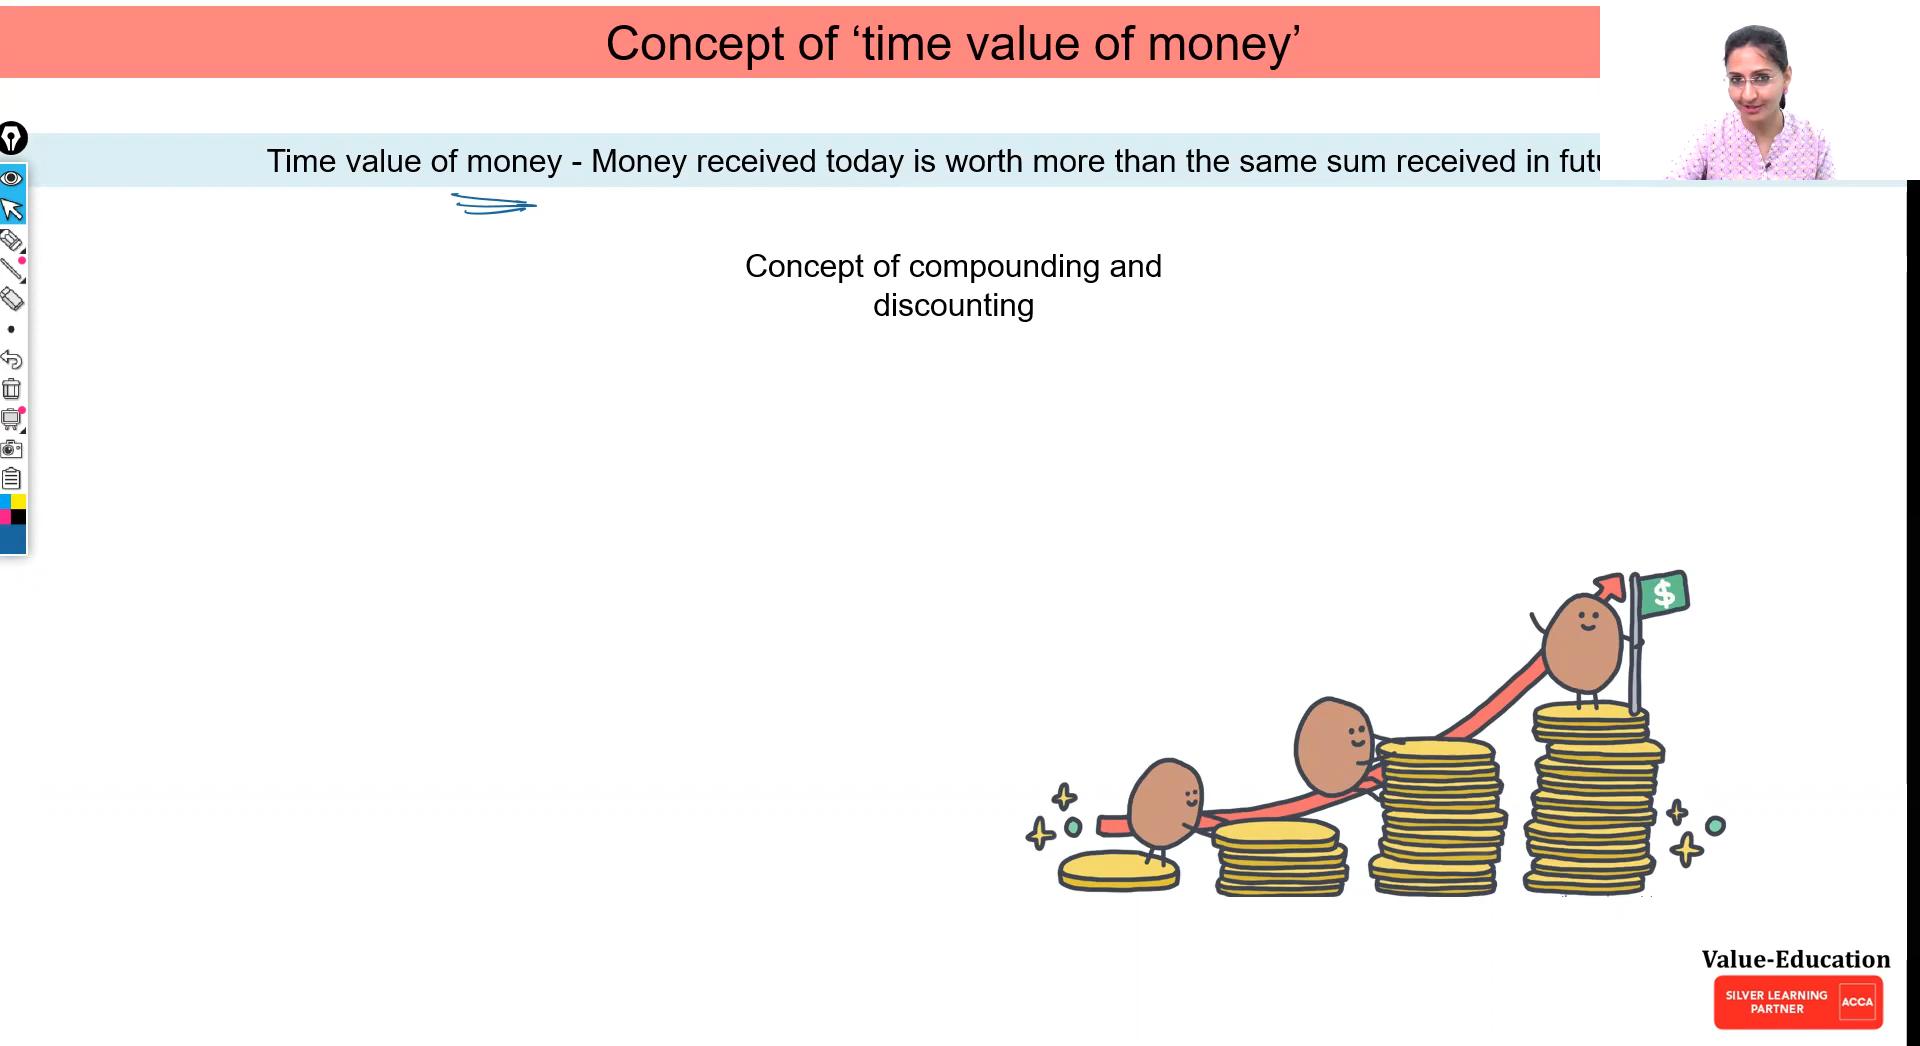 Concept of ‘time value of money’
Time value of money - Money received today is worth more than the same sum received in
Concept of compounding and
discounting
$
Value-Education
SILVER LEARNING
PARTNER
ACCA